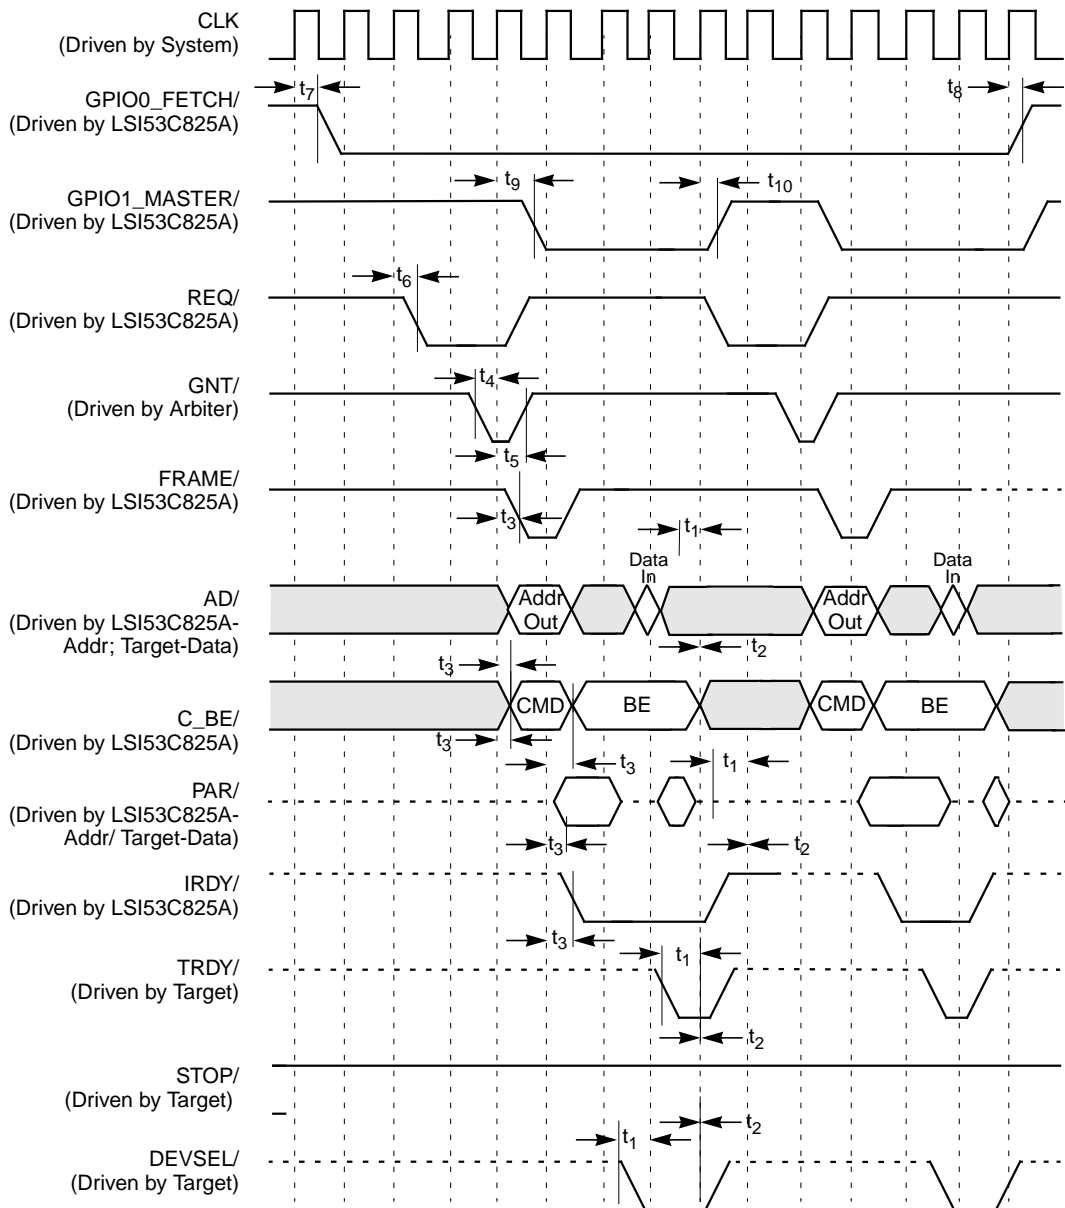 CLK
(Driven by System)
t7
t8
GPIO0_FETCH/
(Driven by LSI53C825A)
t9
t10
GPIO1_MASTER/
(Driven by LSI53C825A)
t6
REQ/
(Driven by LSI53C825A)
t4
GNT/
(Driven by Arbiter)
t5
FRAME/
(Driven by LSI53C825A)
t3
t1
Data
In
Data
In
AD/
(Driven by LSI53C825A-
Addr; Target-Data)
Addr
Out
Addr
Out
t2
t3
C_BE/
(Driven by LSI53C825A)
CMD
BE
CMD
BE
t3
t3
t1
PAR/
(Driven by LSI53C825A-
Addr/ Target-Data)
t3
t2
IRDY/
(Driven by LSI53C825A)
t3
t1
TRDY/
(Driven by Target)
t2
STOP/
(Driven by Target)
t2
t1
DEVSEL/
(Driven by Target)